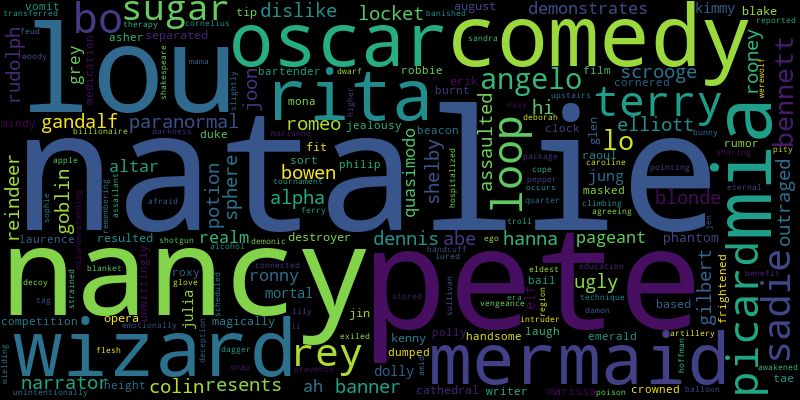 vomit
transferred
therapy
cornelius
feud
woody
sugar
bo
tip
dislike
locket
banished
august
demonstrates
kimmy
blake
reported
asher
separated
shakespeare
mama
rudolph
grey
medication
lou
oscar
comedy
sandra
rooney
werewolf
slightly
joon
bartender
dwarf
robbie
erik
film
scrooge
cornered
rita
mona
higher
burnt
angelo
easy
upstairs
mindy
billionaire
gandalf
paranormal
darkness
duke
romeo
jealousy
marianne
quasimodo
beacon
assaulted
loop
hi
terry
deborah
clock
glen
elliott
lo
bunny
rumor
sharing
mia
bennett
pity
natalie
fit
sort
philip
bowen
shelby
hospitalized
package
cope
pepper
occurs
quarter
raoul
caroline
jung
masked
climbing
agreeing
pointing
blonde
eternal
outraged
reindeer
apple
goblin
sophie
remembering
assailant
altar
afraid
potion
sphere
alpha
tournament
ferry
troll
jen
phantom
laurence
resulted
realm
destroyer
demonic
dennis
abe
ego
hanna
pageant
picard
sadie
nancy
pete
decoy
blanket
strained
shotgun
alcohol
unwittingly
roxy
glove
connected
ronny
mortal
stored
handcuff
lured
sullivan
vengeance
eldest
bail
era
education
ugly
based
technique
region
damon
intruder
gilbert
frightened
benefit
tag
competition
opera
emotionally
julia
scheduled
magically
deception
lily
li
jin
exiled
kenny
polly
handsome
laugh
emerald
artillery
hoffman
wizard
rey
dumped
mermaid
awakened
tae
wielding
flesh
dagger
snap
prevents
dolly
amid
narrator
height
colin
resents
ah
banner
cathedral
writer
marissa
poison
crowned
balloon
unintentionally